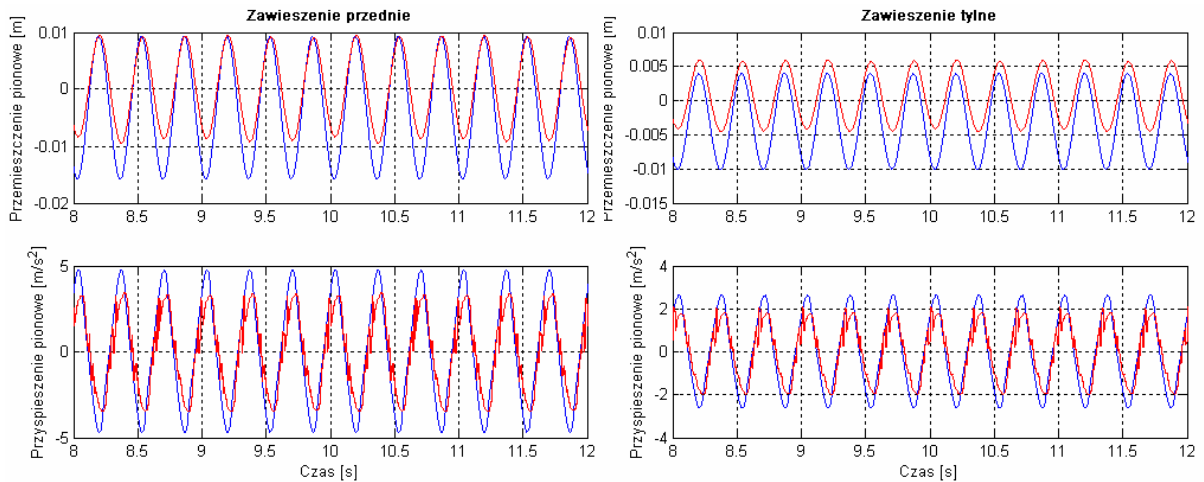 Zawieszenie przednie
Przemieszczenie pionowe [m]
0.01
0
-0.01
-0.02
8 8.5 9 9.5 10 10.5 11 11.5 12
Zawieszenie tylne
Przemieszczenie pionowe [m]
0.01
0.005
0
-0.005
-0.01
-0.015
8 8.5 9 9.5 10 10.5 11 11.5 12
Przyspieszenie pionowe [m/s²]
5
0
-5
8 8.5 9 9.5 10 10.5 11 11.5 12
Czas [s]
Przyspieszenie pionowe [m/s²]
4
2
0
-2
-4
8 8.5 9 9.5 10 10.5 11 11.5 12
Czas [s]